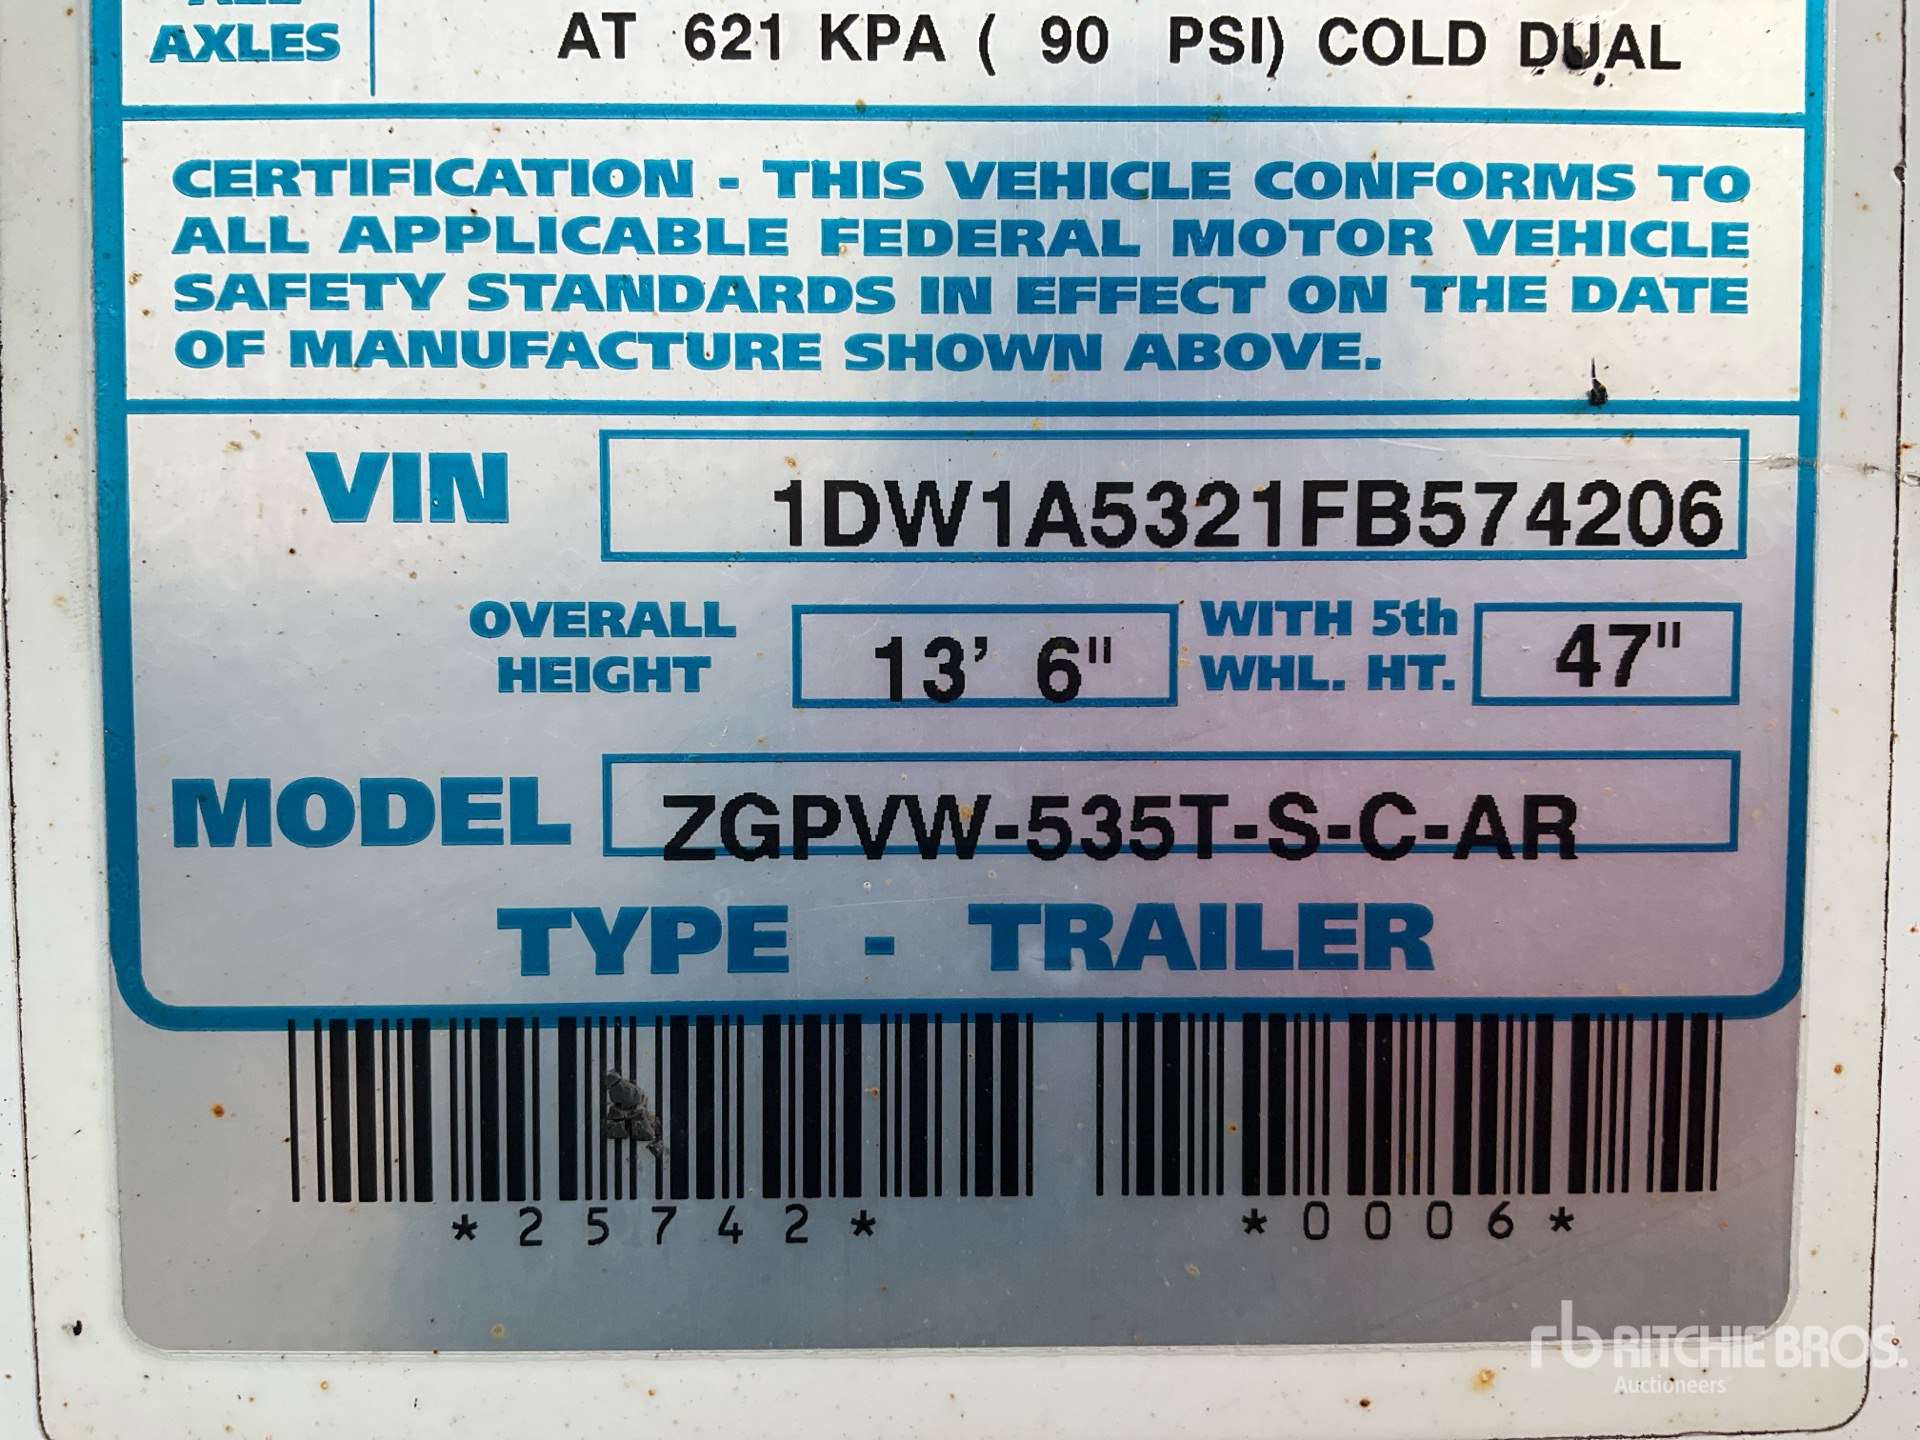 ALL
AXLES
AT 621 KPA ( 90 PSI) COLD DUAL
CERTIFICATION - THIS VEHICLE CONFORMS TO
ALL APPLICABLE FEDERAL MOTOR VEHICLE
SAFETY STANDARDS IN EFFECT ON THE DATE
OF MANUFACTURE SHOWN ABOVE.
VIN 1DW1A5321FB574206
OVERALL HEIGHT 13' 6" WITH 5th WHL. HT. 47"
MODEL ZGPVW-535T-S-C-AR
TYPE - TRAILER
*25742* *0006*
rb RITCHIE BROS.
Auctioneers